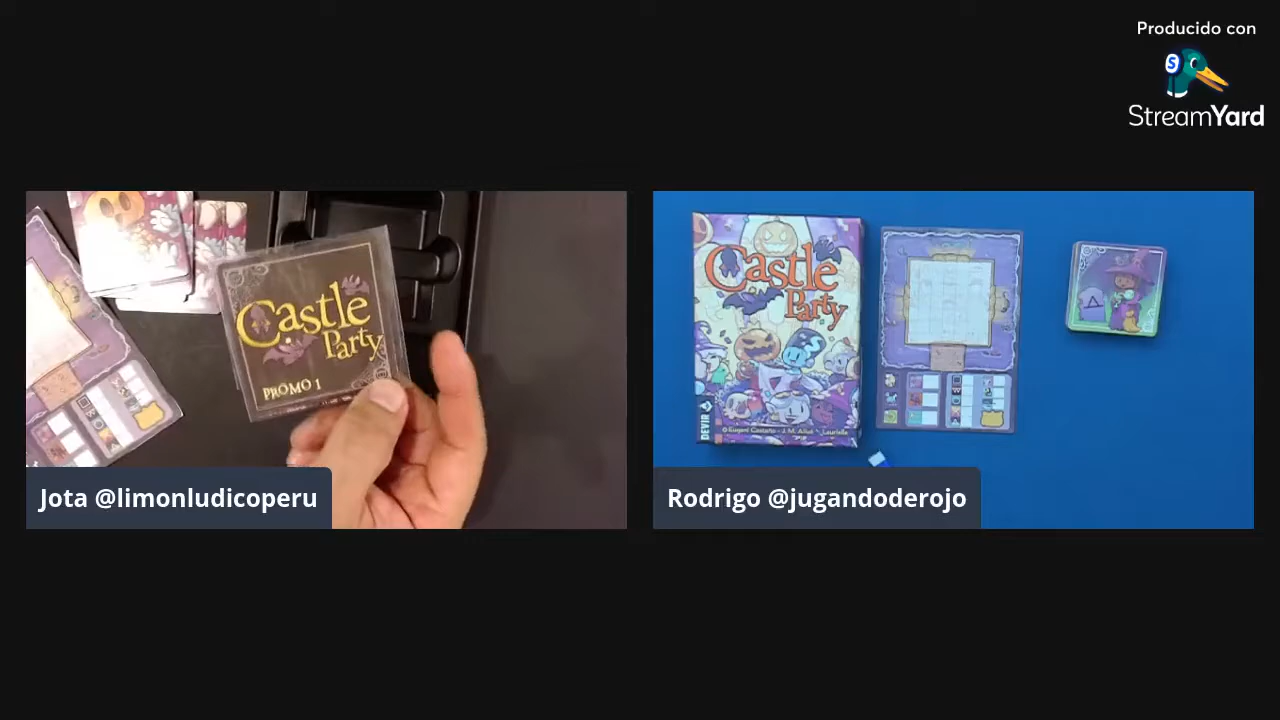 Producido con
S
StreamYard
Castle
Party
PROMO 1
Jota @limonludicoperu
Castle
Party
DEVIR
Rodrigo @jugandoderojo